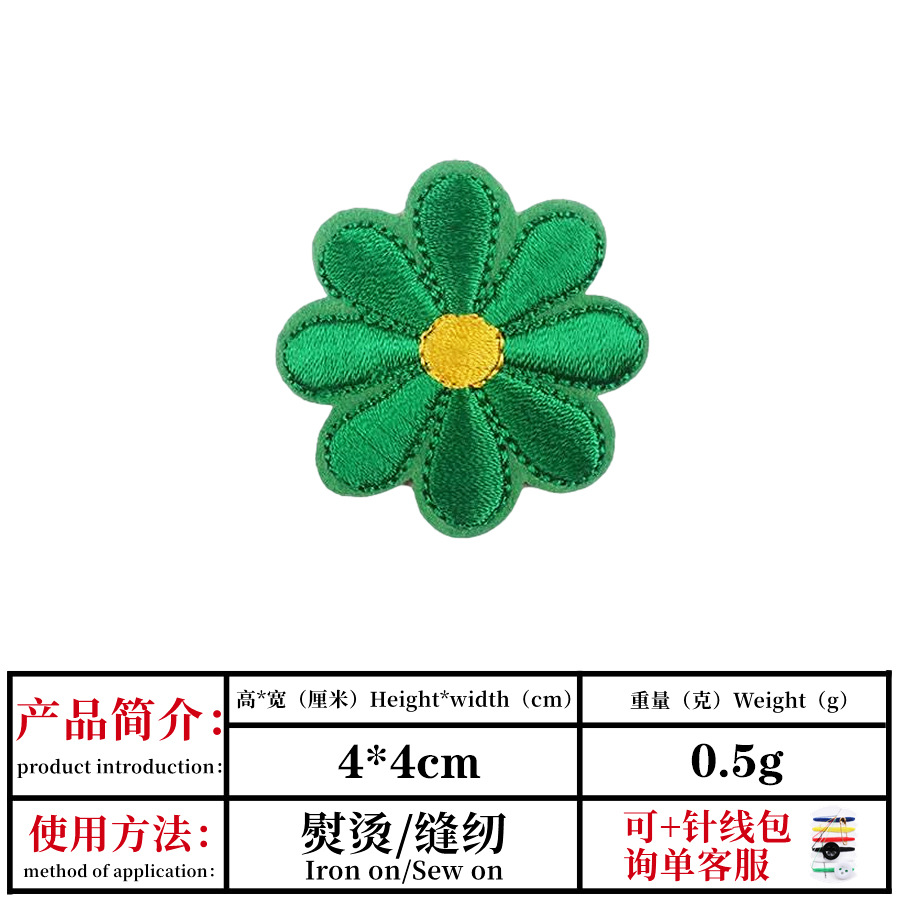 产品简介：
product introduction：
高*宽（厘米）Height*width（cm）
重量（克）Weight（g）
4*4cm
0.5g
使用方法：
method of application：
熨烫/缝纫
Iron on/Sew on
可+针线包
询单客服